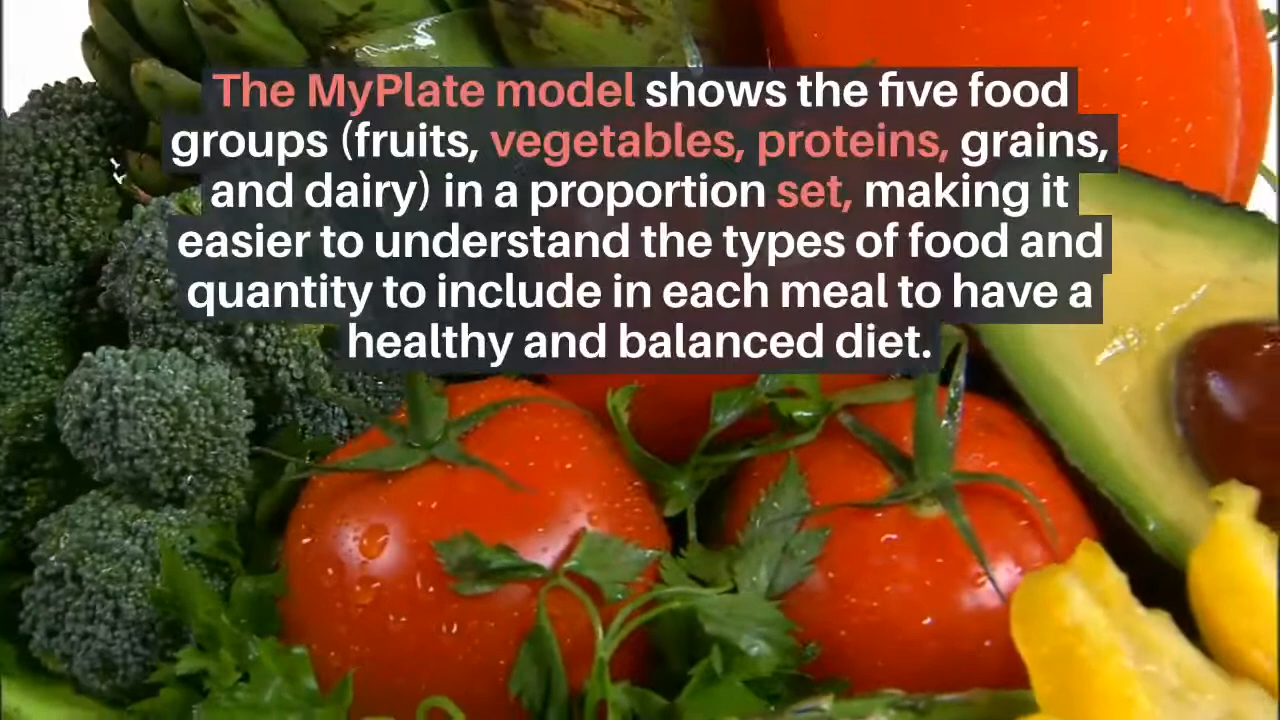 The MyPlate model shows the five food
groups (fruits, vegetables, proteins, grains,
and dairy) in a proportion set, making it
easier to understand the types of food and
quantity to include in each meal to have a
healthy and balanced diet.